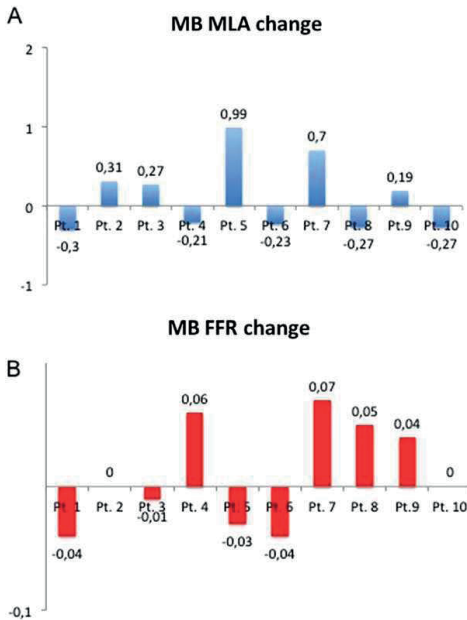 A
MB MLA change
2
1
0
-1
0,99
0,7
0,31
0,27
0,19
Pt. 1 Pt. 2 Pt. 3 Pt. 4 Pt. 5 Pt. 6 Pt. 7 Pt. 8 Pt.9 Pt. 10
-0,3 -0,21 -0,23 -0,27 -0,27
MB FFR change
B
0,07
0,06
0,05
0,04
0 0
Pt. 1 Pt. 2 Pt. 3 Pt. 4 Pt. 5 Pt. 6 Pt. 7 Pt. 8 Pt.9 Pt. 10
-0,01
-0,03
-0,04 -0,04
-0,1